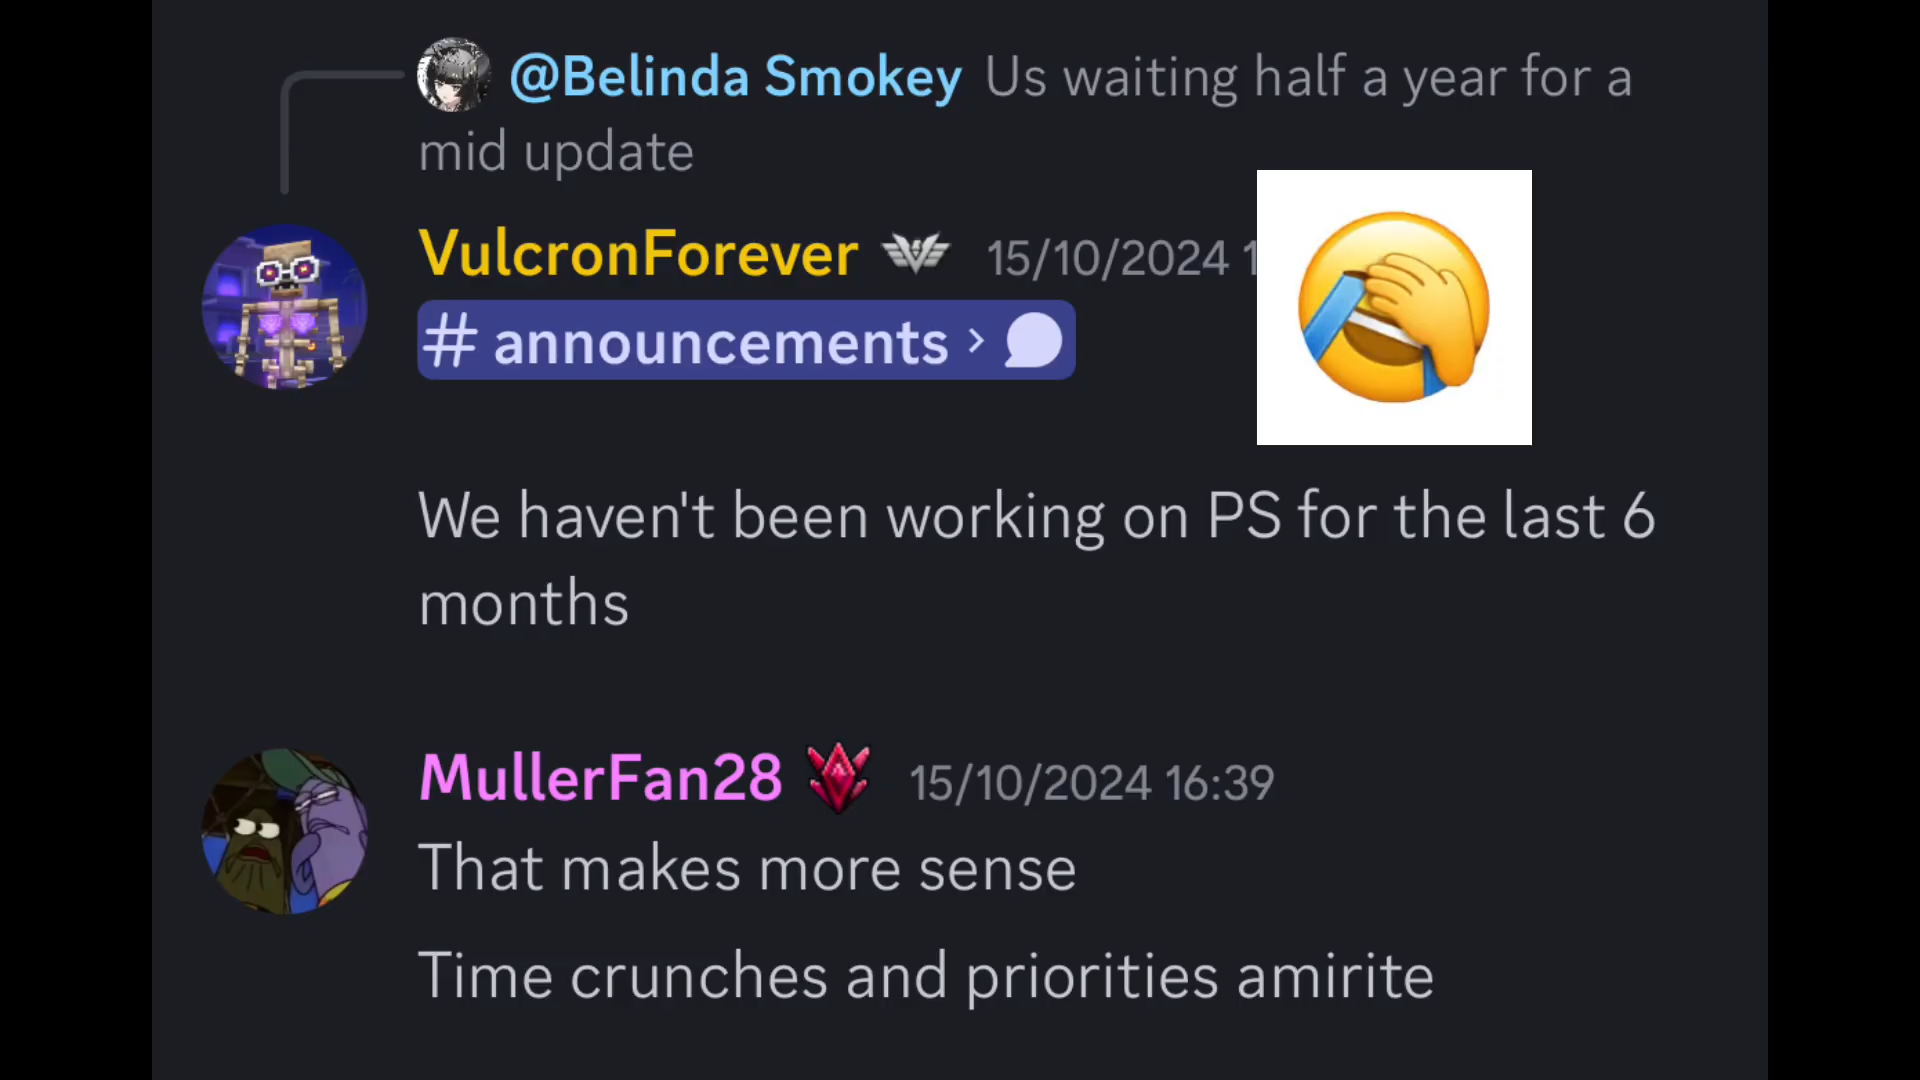 @Belinda Smokey Us waiting half a year for a
mid update
VulcronForever 15/10/2024 1
# announcements ›
We haven't been working on PS for the last 6
months
MullerFan28 15/10/2024 16:39
That makes more sense
Time crunches and priorities amirite